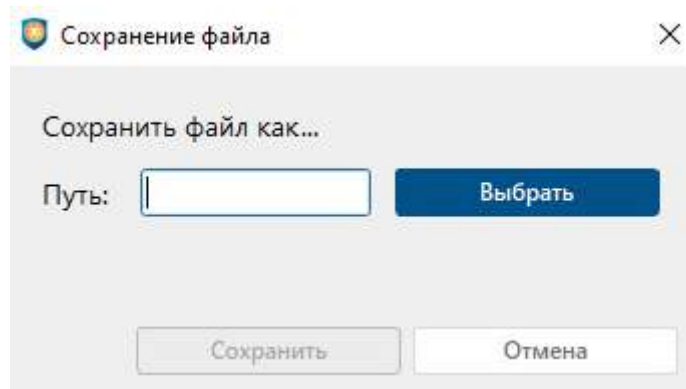 Сохранение файла
Сохранить файл как...
Путь: Выбрать
Сохранить Отмена